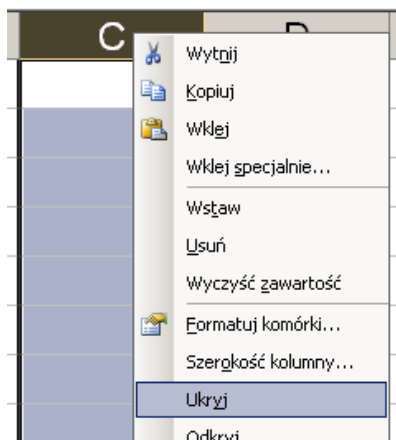 C D
Wytnij
Kopiuj
Wklej
Wklej specjalnie...
Wstaw
Usuń
Wyczyść zawartość
Formatuj komórki...
Szerokość kolumny...
Ukryj
Odkryj